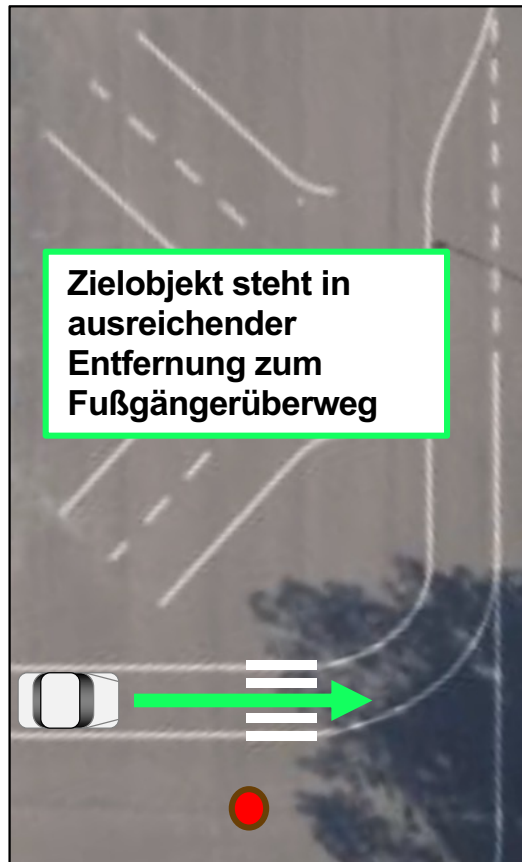 Zielobjekt steht in
ausreichender
Entfernung zum
Fußgängerüberweg